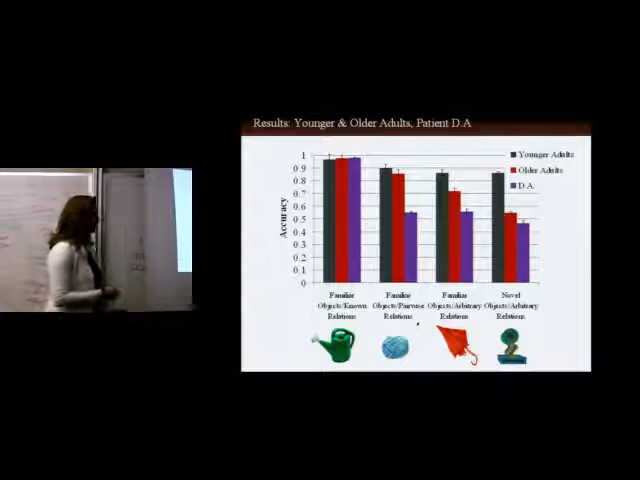 Results: Younger & Older Adults, Patient D.A
Younger Adults
Older Adults
D.A.
Accuracy
1
0.9
0.8
0.7
0.6
0.5
0.4
0.3
0.2
0.1
0
Familiar
Objects/Known
Relations
Familiar
Objects/Pairwise
Relations
Familiar
Objects/Arbitrary
Relations
Novel
Objects/Arbitrary
Relations